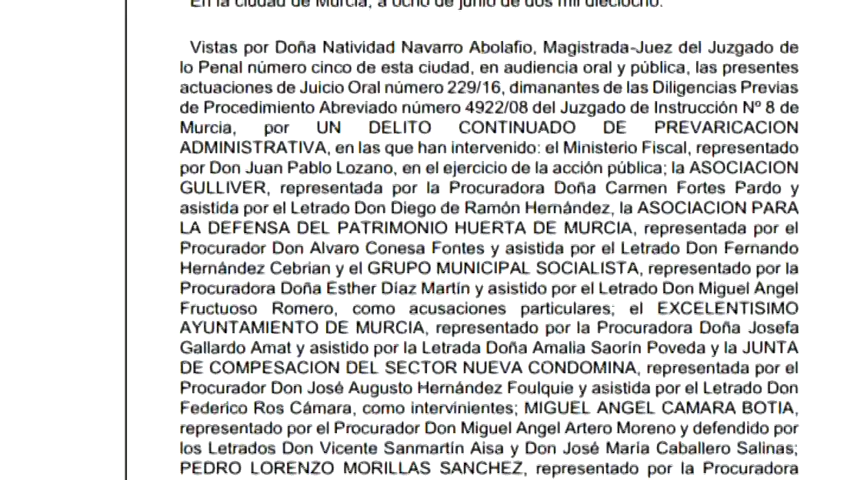 En la ciudad de Murcia, a ocho de junio de dos mil dieciocho.
Vistas por Doña Natividad Navarro Abolafio, Magistrada-Juez del Juzgado de
lo Penal número cinco de esta ciudad, en audiencia oral y pública, las presentes
actuaciones de Juicio Oral número 229/16, dimanantes de las Diligencias Previas
de Procedimiento Abreviado número 4922/08 del Juzgado de Instrucción Nº 8 de
Murcia, por UN DELITO CONTINUADO DE PREVARICACION
ADMINISTRATIVA, en las que han intervenido: el Ministerio Fiscal, representado
por Don Juan Pablo Lozano, en el ejercicio de la acción pública; la ASOCIACION
GULLIVER, representada por la Procuradora Doña Carmen Fortes Pardo y
asistida por el Letrado Don Diego de Ramón Hernández, la ASOCIACION PARA
LA DEFENSA DEL PATRIMONIO HUERTA DE MURCIA, representada por el
Procurador Don Alvaro Conesa Fontes y asistida por el Letrado Don Fernando
Hernández Cebrian y el GRUPO MUNICIPAL SOCIALISTA, representado por la
Procuradora Doña Esther Díaz Martín y asistido por el Letrado Don Miguel Angel
Fructuoso Romero, como acusaciones particulares; el EXCELENTISIMO
AYUNTAMIENTO DE MURCIA, representado por la Procuradora Doña Josefa
Gallardo Amat y asistido por la Letrada Doña Amalia Saorín Poveda y la JUNTA
DE COMPESACION DEL SECTOR NUEVA CONDOMINA, representada por el
Procurador Don José Augusto Hernández Foulquie y asistida por el Letrado Don
Federico Ros Cámara, como intervinientes; MIGUEL ANGEL CAMARA BOTIA,
representado por el Procurador Don Miguel Angel Artero Moreno y defendido por
los Letrados Don Vicente Sanmartín Aisa y Don José María Caballero Salinas;
PEDRO LORENZO MORILLAS SANCHEZ, representado por la Procuradora